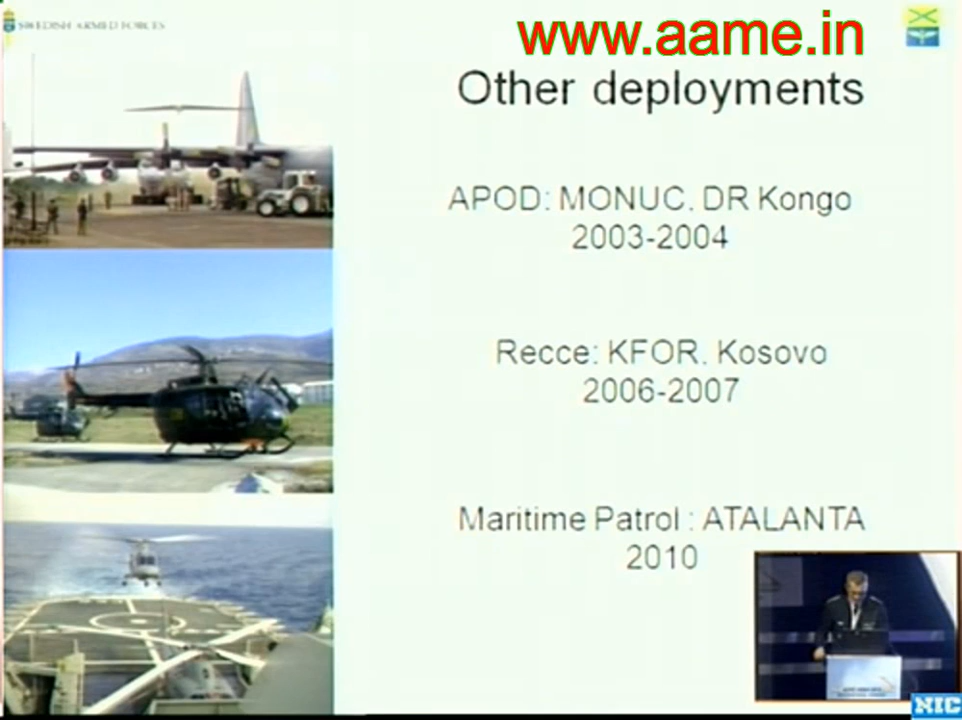 SWEDISH ARMED FORCES
www.aame.in
Other deployments
APOD: MONUC, DR Kongo
2003-2004
Recce: KFOR, Kosovo
2006-2007
Maritime Patrol : ATALANTA
2010
NIC